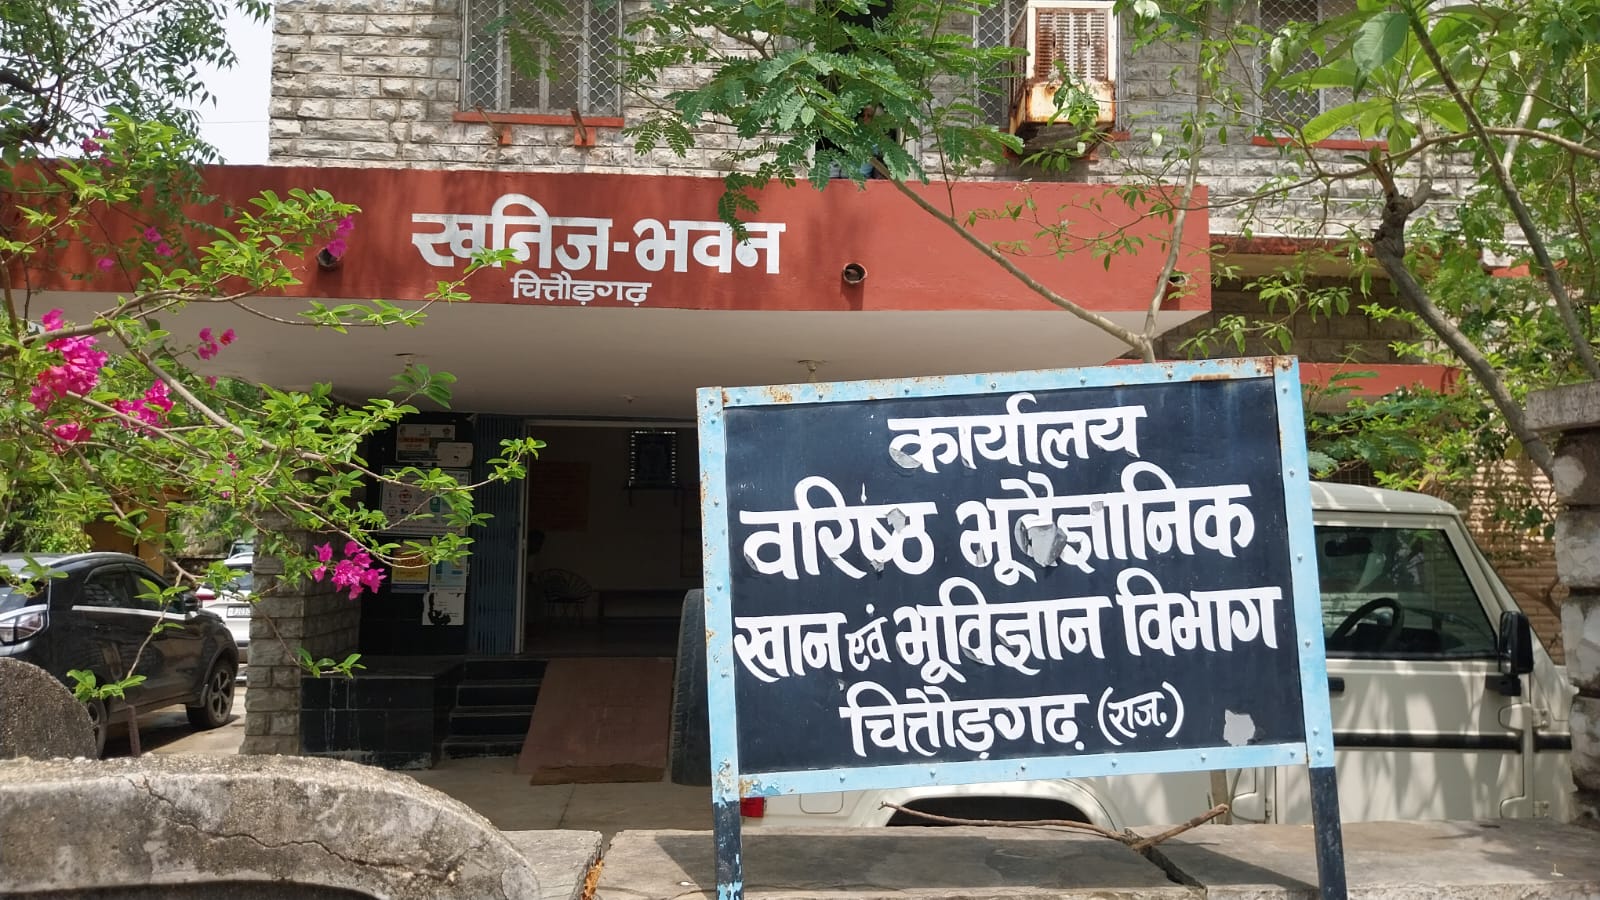 खनिज-भवन
चित्तौड़गढ़
कार्यालय
वरिष्ठ भूवैज्ञानिक
खान एवं भूविज्ञान विभाग
चित्तौड़गढ़ (राज.)